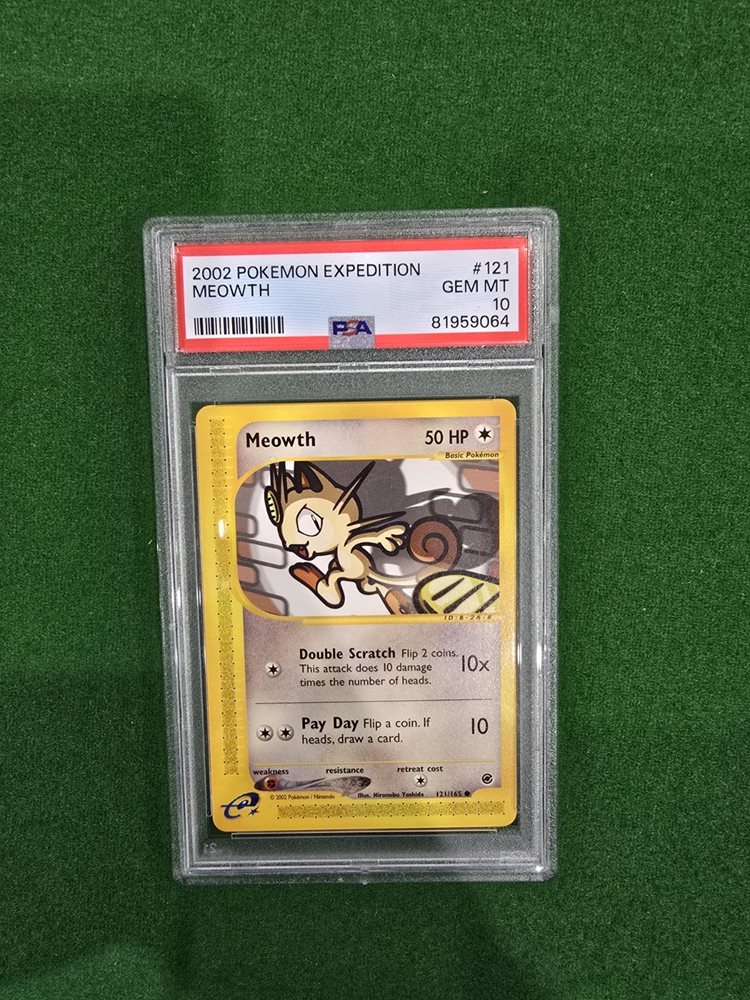 2002 POKEMON EXPEDITION #121
MEOWTH GEM MT
10
PSA 81959064
Meowth 50 HP
Basic Pokémon
ID:B-26-#
Double Scratch Flip 2 coins. 10x
This attack does 10 damage
times the number of heads.
Pay Day Flip a coin. If 10
heads, draw a card.
weakness resistance retreat cost
e © 2002 Pokémon / Nintendo Illus. Hironobu Yoshida 121/165